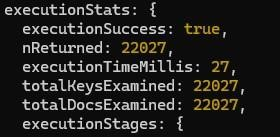 executionStats: {
executionSuccess: true,
nReturned: 22027,
executionTimeMillis: 27,
totalKeysExamined: 22027,
totalDocsExamined: 22027,
executionStages: {